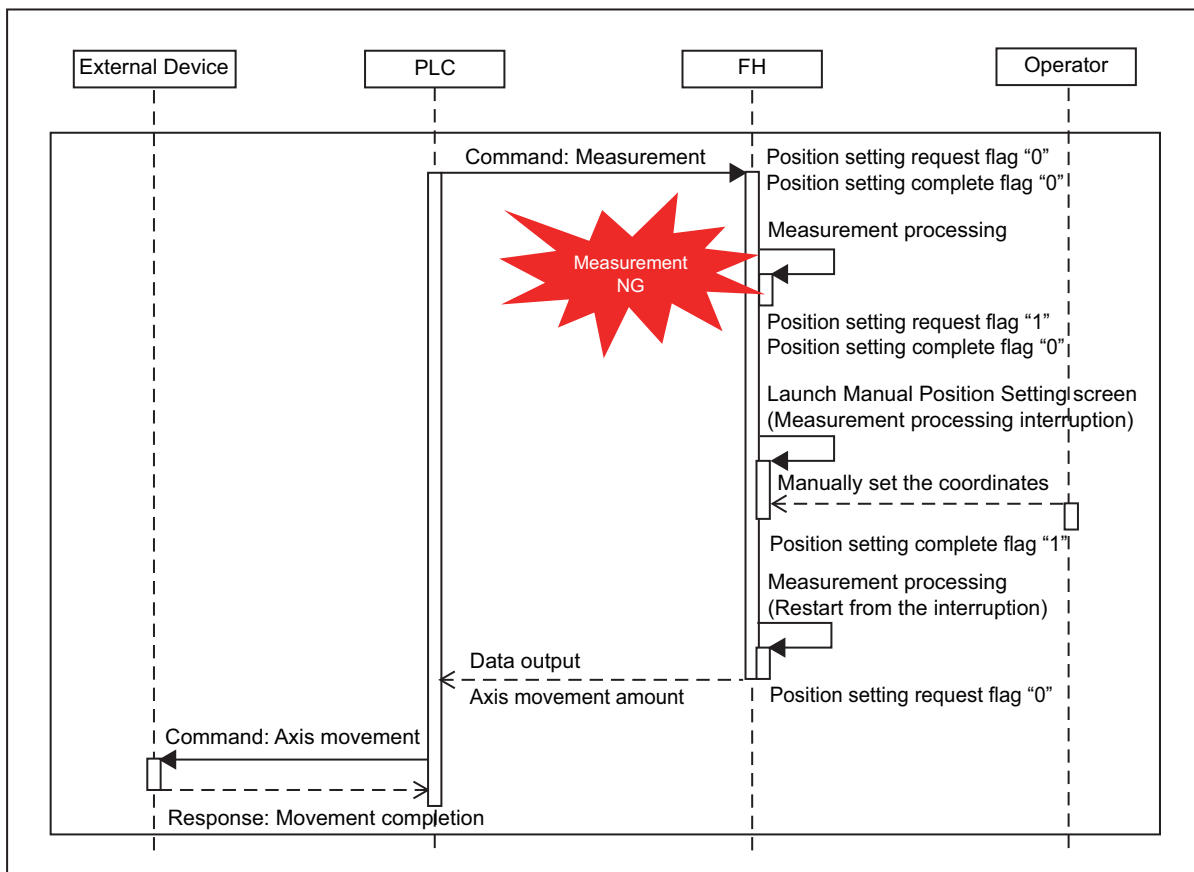 External Device
PLC
FH
Operator
Command: Measurement
Position setting request flag “0”
Position setting complete flag “0”
Measurement processing
Measurement
NG
Position setting request flag “1”
Position setting complete flag “0”
Launch Manual Position Setting screen
(Measurement processing interruption)
Manually set the coordinates
Position setting complete flag “1”
Measurement processing
(Restart from the interruption)
Data output
Axis movement amount
Position setting request flag “0”
Command: Axis movement
Response: Movement completion